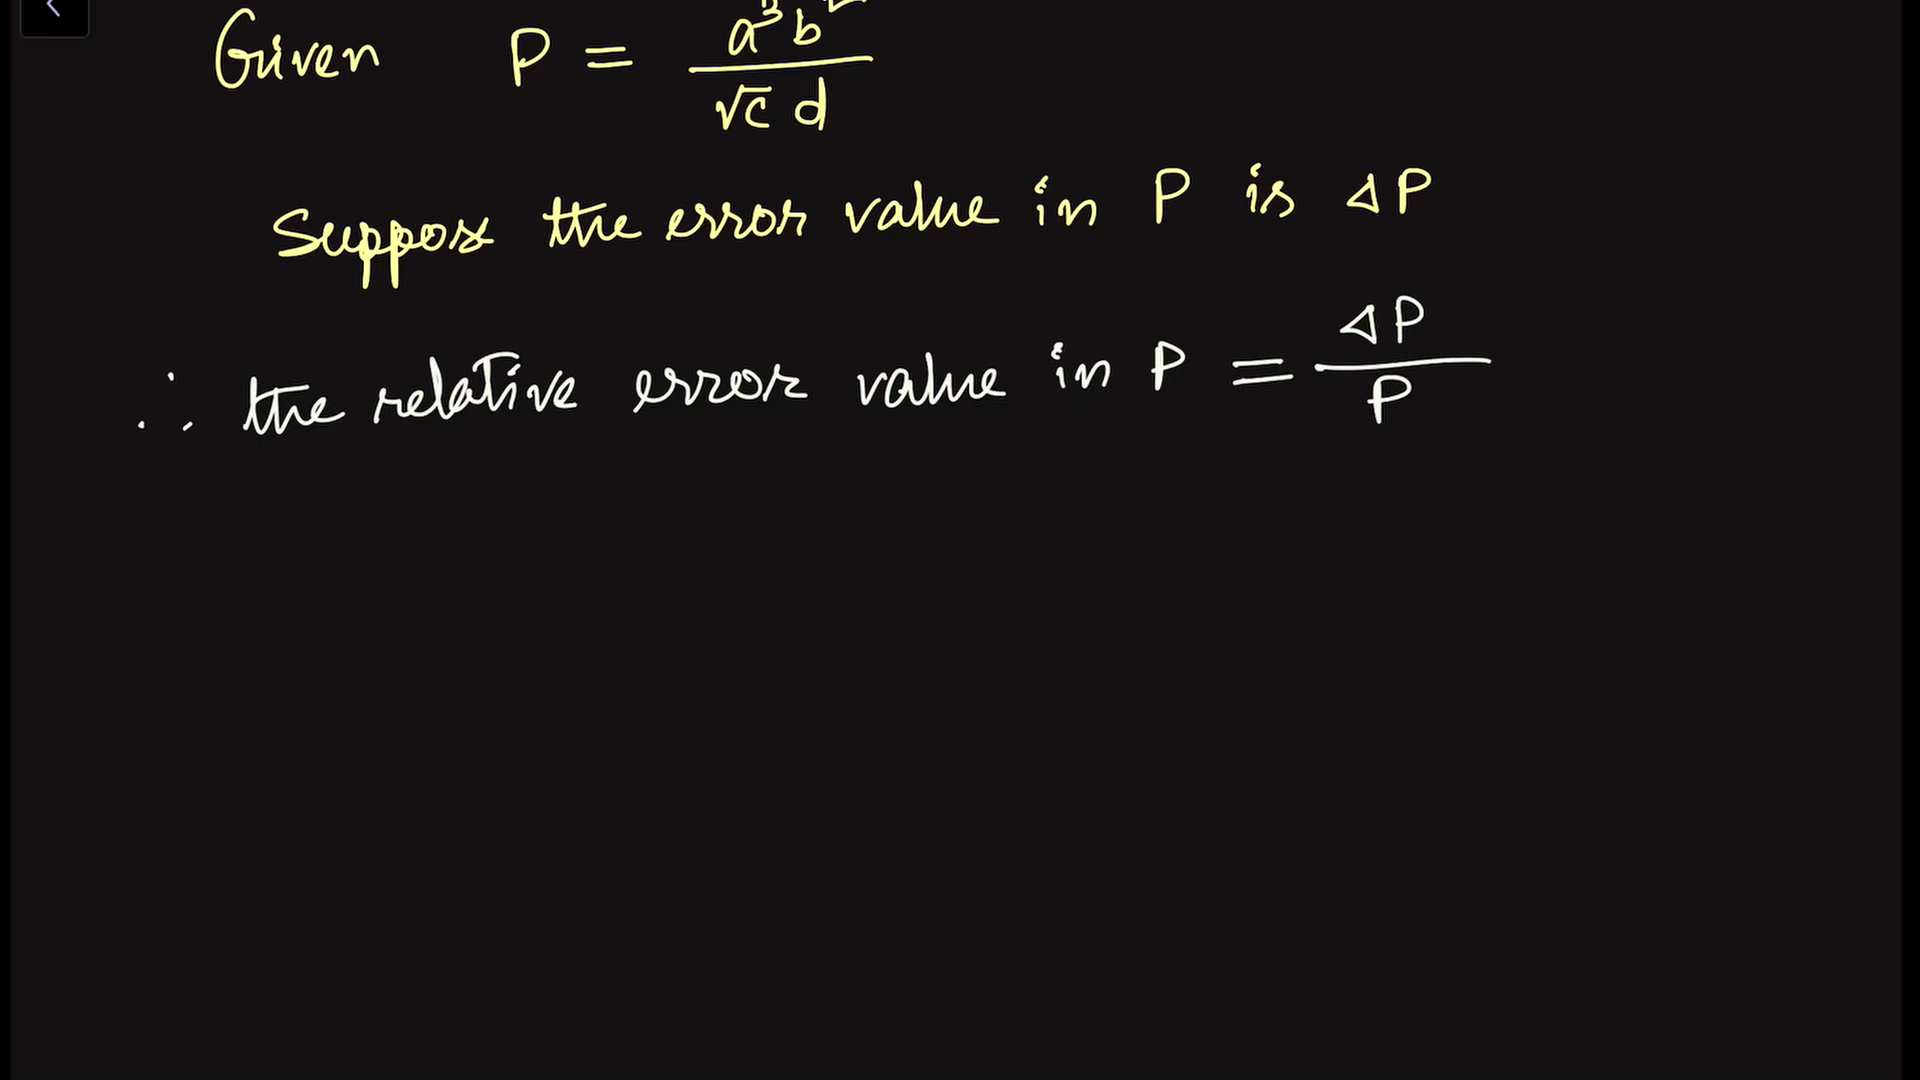 Given P = a³b² / √c d
Suppose the error value in P is ΔP
∴ the relative error value in P = ΔP / P